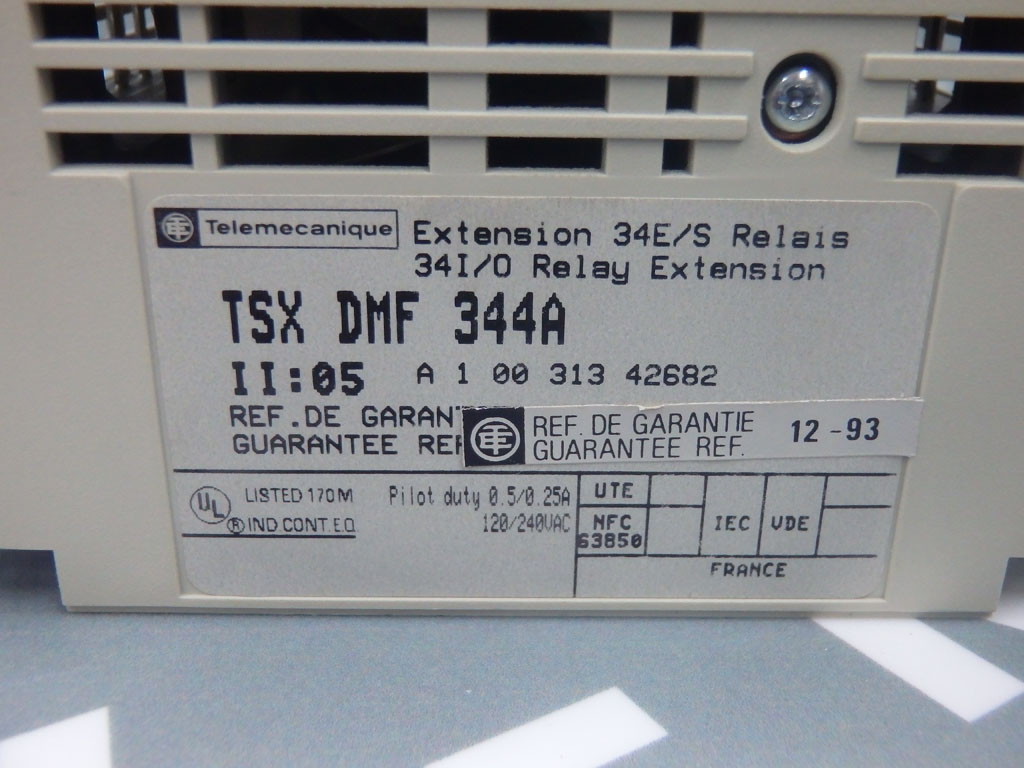 Telemecanique
Extension 34E/S Relais
34I/O Relay Extension
TSX DMF 344A
II:05 A 1 00 313 42682
REF.DE GARAN
GUARANTEE REF
REF. DE GARANTIE
GUARANTEE REF.
12-93
UL
LISTED 170M
® IND.CONT.EQ
Pilot duty 0.5/0.25A
120/240VAC
UTE
NFC
63850
IEC
VDE
FRANCE